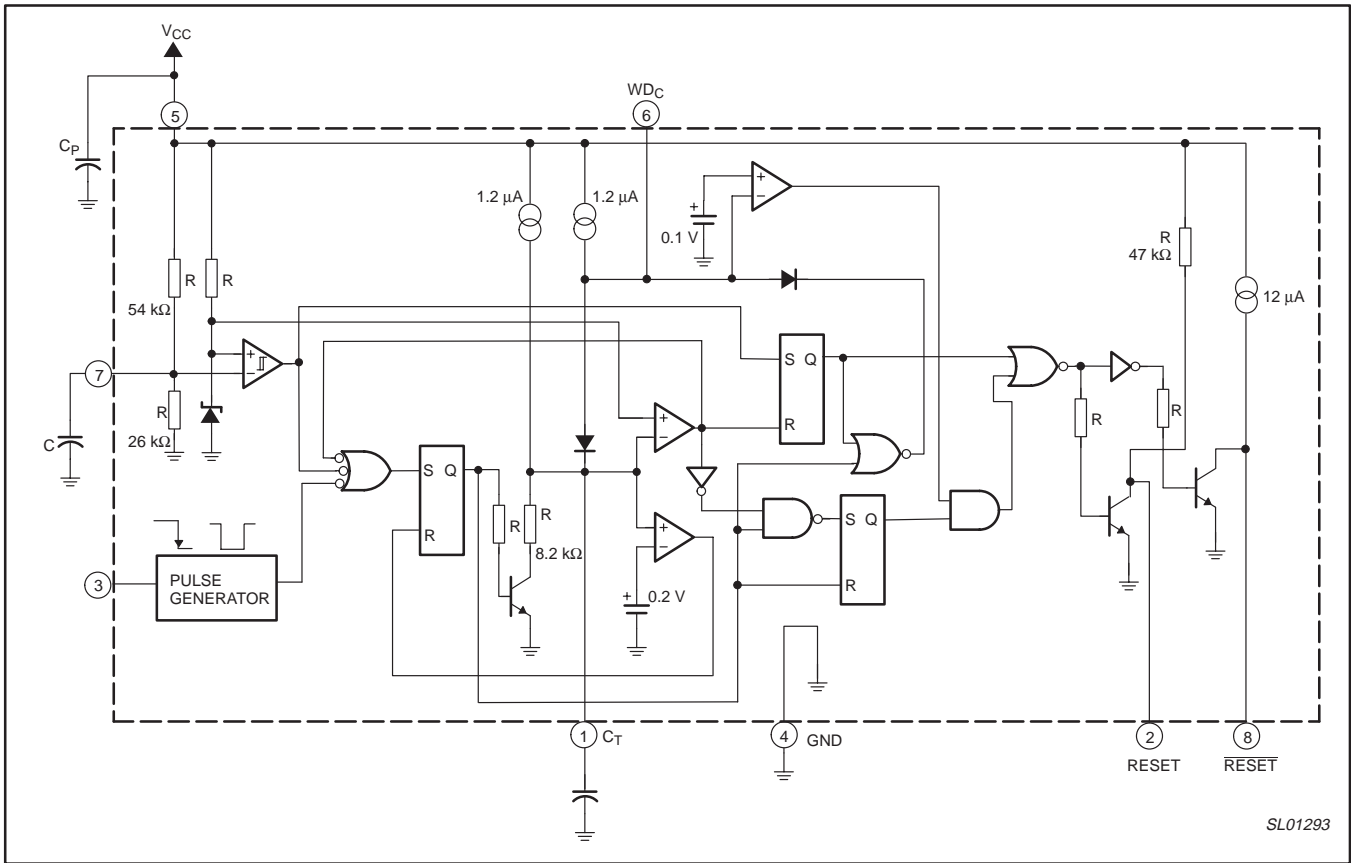 VCC
WDC
5
6
CP
1.2 µA
1.2 µA
+
−
+
0.1 V
R
47 kΩ
R
R
54 kΩ
12 µA
+
−
S Q
7
R
+
−
R
R
R
C
26 kΩ
S Q
R
R
R
8.2 kΩ
+
−
S Q
PULSE
GENERATOR
3
+
0.2 V
R
1
CT
4
GND
2
8
RESET
RESET
SL01293